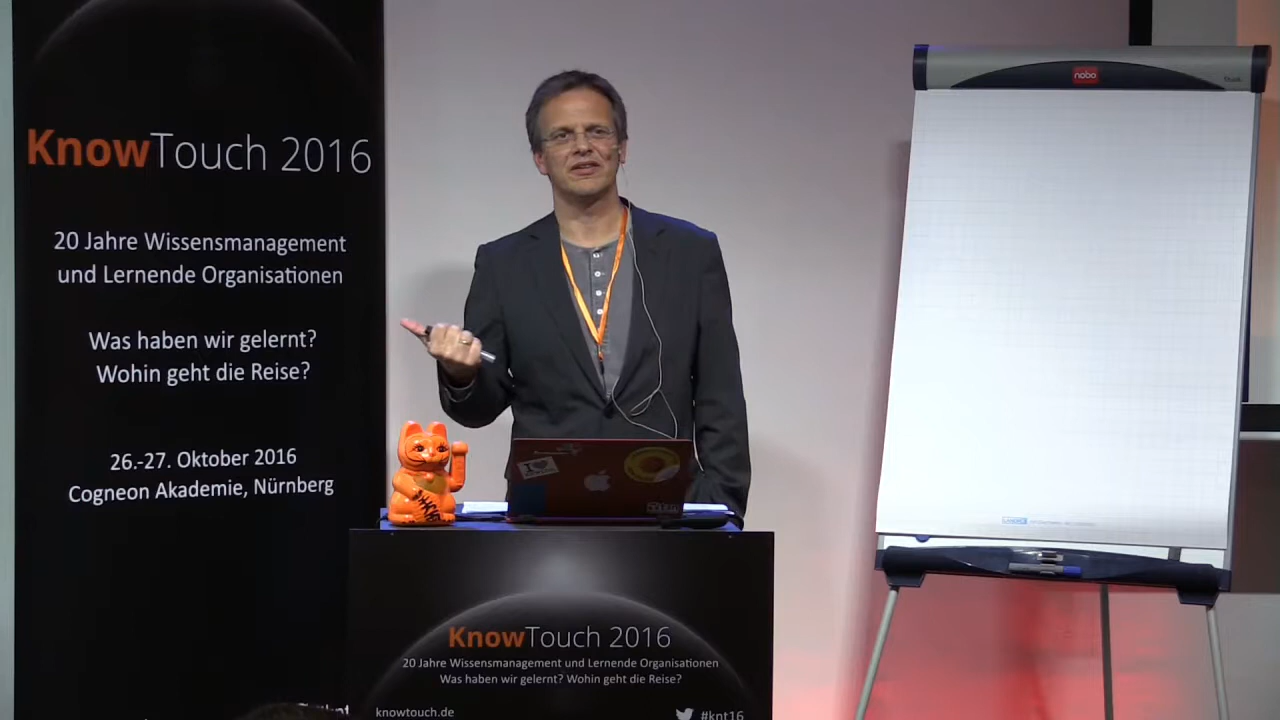 KnowTouch 2016
20 Jahre Wissensmanagement
und Lernende Organisationen
Was haben wir gelernt?
Wohin geht die Reise?
26.-27. Oktober 2016
Cogneon Akademie, Nürnberg
nobo
KnowTouch 2016
20 Jahre Wissensmanagement und Lernende Organisationen
Was haben wir gelernt? Wohin geht die Reise?
knowtouch.de
#knt16